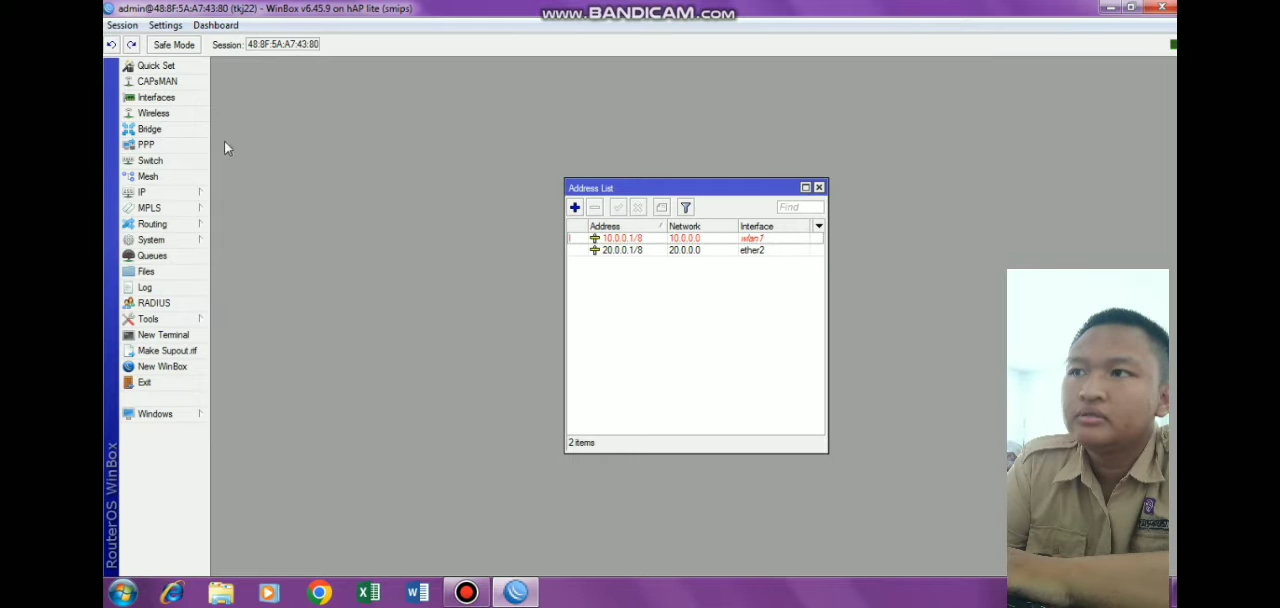 www.BANDICAM.com
admin@48:8F:5A:A7:43:80 (tkj22) - WinBox v6.45.9 on hAP lite (smips)
Session Settings Dashboard
Safe Mode Session: 48:8F:5A:A7:43:80
Quick Set
CAPsMAN
Interfaces
Wireless
Bridge
PPP
Switch
Mesh
IP
MPLS
Routing
System
Queues
Files
Log
RADIUS
Tools
New Terminal
Make Supout.rif
New WinBox
Exit
Windows
RouterOS WinBox
Address List
Find
Address Network Interface
I 10.0.0.1/8 10.0.0.0 wlan1
20.0.0.1/8 20.0.0.0 ether2
2 items